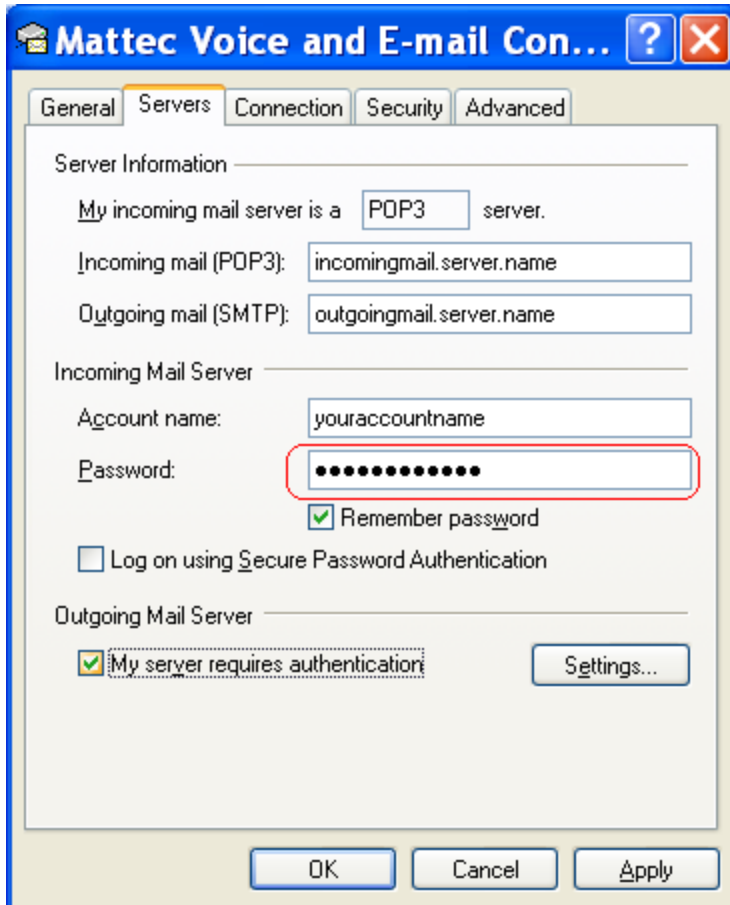 Mattec Voice and E-mail Con... ?
General Servers Connection Security Advanced
Server Information
My incoming mail server is a POP3 server.
Incoming mail (POP3): incomingmail.server.name
Outgoing mail (SMTP): outgoingmail.server.name
Incoming Mail Server
Account name: youraccountname
Password: ●●●●●●●●●●●●
Remember password
Log on using Secure Password Authentication
Outgoing Mail Server
My server requires authentication Settings...
OK Cancel Apply